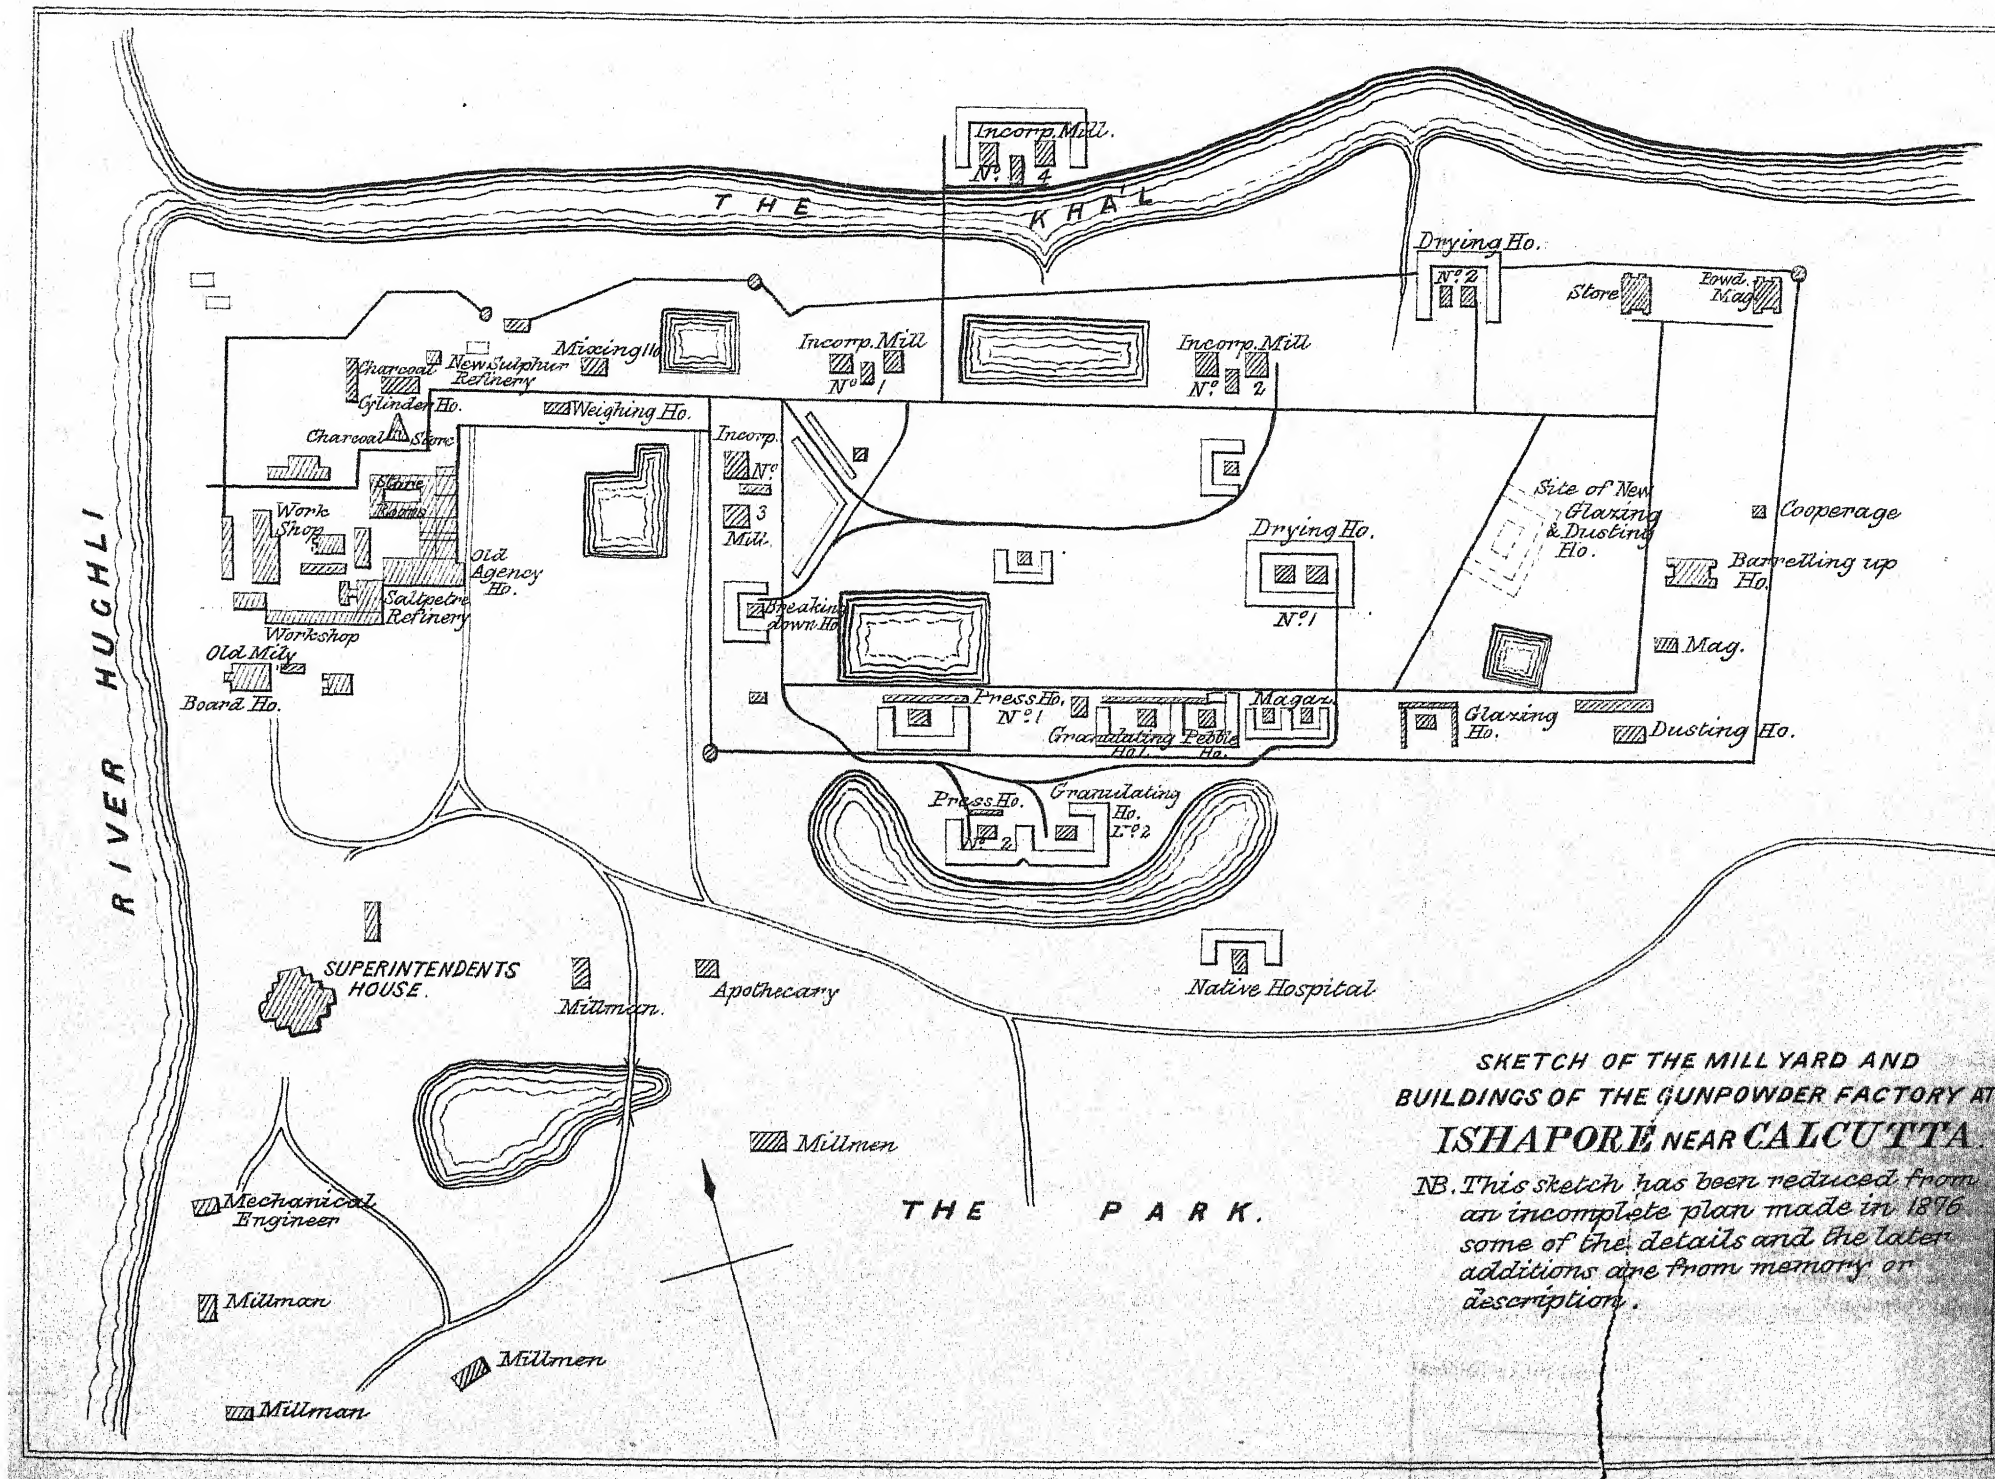 Incorp. Mill.
Nº 4
THE KHA'L
Drying Ho.
Nº 2
Store
Powd. Mag.
Charcoal
Cylinder Ho.
New Sulphur
Refinery
Mixing Ho
Incorp. Mill
Nº 1
Incorp. Mill
Nº 2
Weighing Ho.
Charcoal Store
Incorp.
Nº
3
Mill.
Store
Rooms
Work
Shop
Old
Agency
Ho.
Saltpetre
Refinery
Workshop
Old Mily
Board Ho.
RIVER HUGHLI
Breaking
down Ho
Drying Ho.
Nº 1
Site of New
Glazing
& Dusting
Ho.
Cooperage
Barrelling up
Ho.
Mag.
Press Ho.
Nº 1
Granulating
Ho 1.
Pebble
Ho.
Magaz.
Glazing
Ho.
Dusting Ho.
Press Ho.
Nº 2
Granulating
Ho.
Nº 2
SUPERINTENDENTS
HOUSE.
Millman.
Apothecary
Native Hospital
Millmen
Mechanical
Engineer
Millman
Millmen
Millman
THE PARK.
SKETCH OF THE MILL YARD AND
BUILDINGS OF THE GUNPOWDER FACTORY AT
ISHAPORE NEAR CALCUTTA.
NB. This sketch has been reduced from
an incomplete plan made in 1876
some of the details and the later
additions are from memory or
description.